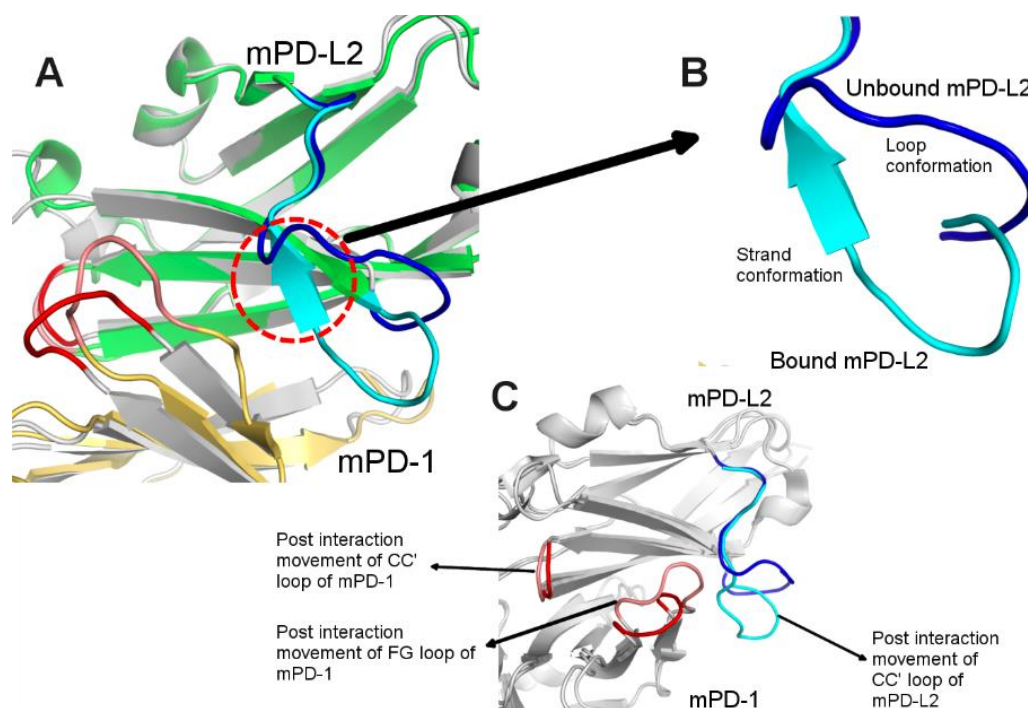 A
mPD-L2
mPD-1
B
Unbound mPD-L2
Loop
conformation
Strand
conformation
Bound mPD-L2
C
mPD-L2
Post interaction
movement of CC'
loop of mPD-1
Post interaction
movement of FG loop of
mPD-1
mPD-1
Post interaction
movement of
CC' loop of
mPD-L2